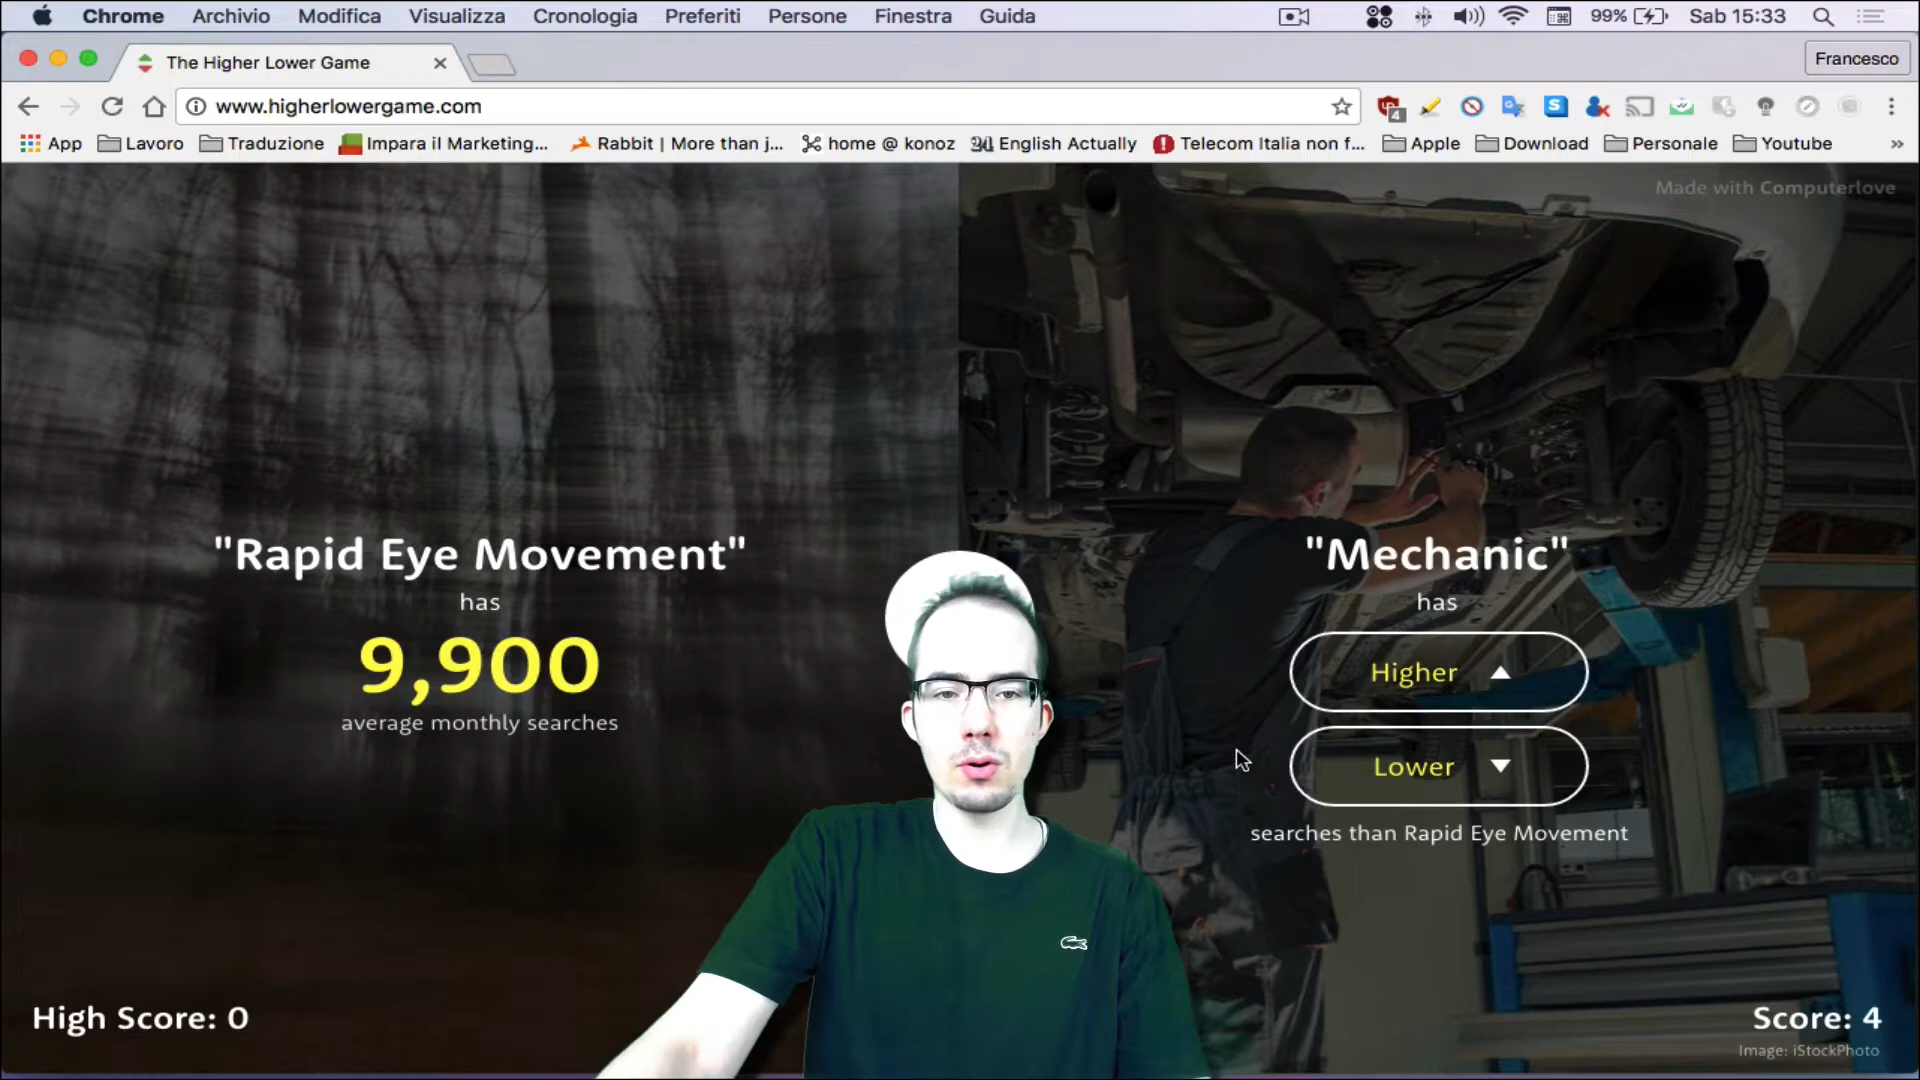 Chrome Archivio Modifica Visualizza Cronologia Preferiti Persone Finestra Guida 99% Sab 15:33
The Higher Lower Game Francesco
www.higherlowergame.com 4
App Lavoro Traduzione Impara il Marketing... Rabbit | More than j... home @ konoz English Actually Telecom Italia non f... Apple Download Personale Youtube »
Made with Computerlove
"Rapid Eye Movement"
has
9,900
average monthly searches
"Mechanic"
has
Higher
Lower
searches than Rapid Eye Movement
High Score: 0
Score: 4
Image: iStockPhoto